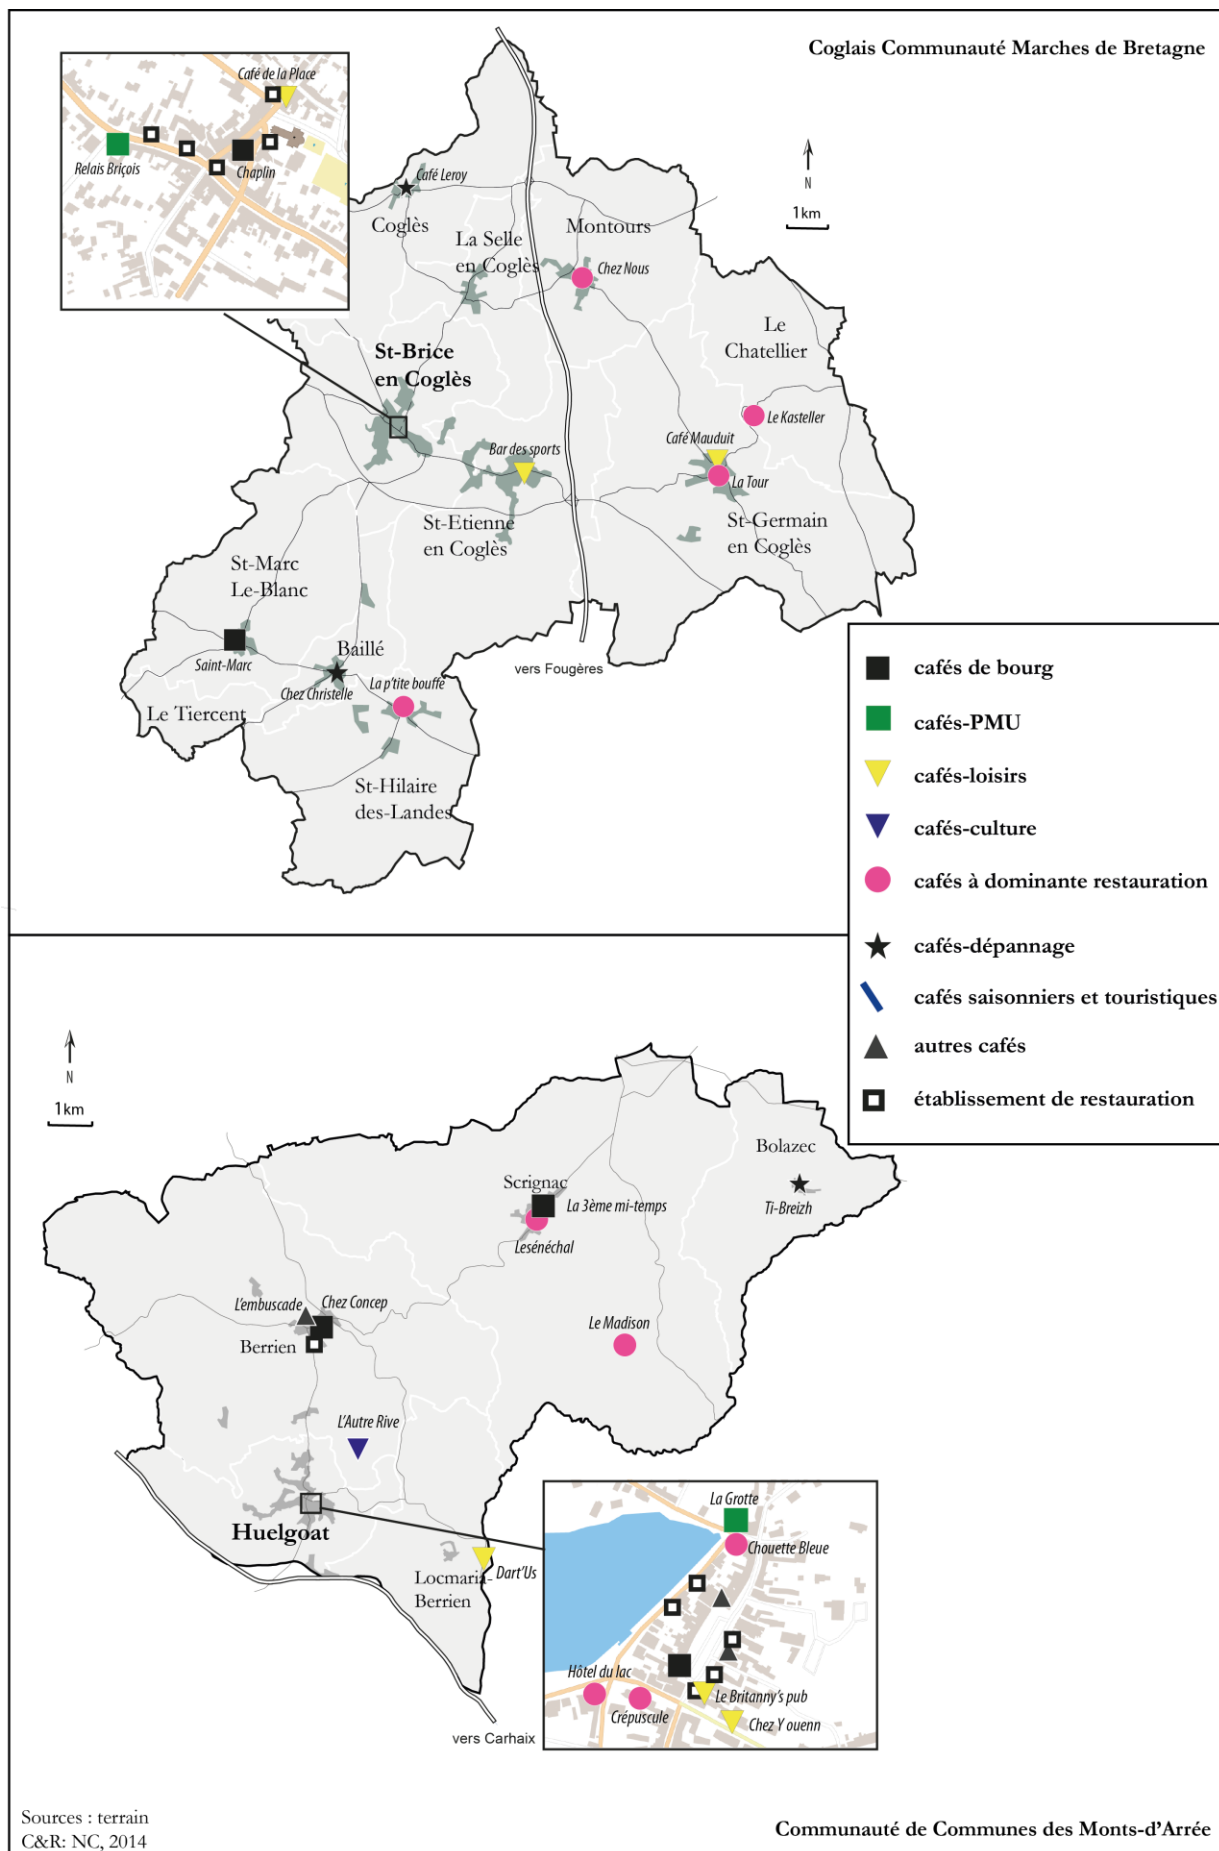 Coglais Communauté Marches de Bretagne
Café de la Place
Relais Briçois
Chaplin
N
1km
Café Leroy
Coglès
La Selle
en Coglès
Montours
Chez Nous
Le
Chatellier
St-Brice
en Coglès
Le Kasteller
Café Mauduit
Bar des sports
La Tour
St-Etienne
en Coglès
St-Germain
en Coglès
St-Marc
Le-Blanc
Saint-Marc
Baillé
Chez Christelle
La p'tite bouffe
vers Fougères
Le Tiercent
St-Hilaire
des-Landes
cafés de bourg
cafés-PMU
cafés-loisirs
cafés-culture
cafés à dominante restauration
cafés-dépannage
cafés saisonniers et touristiques
autres cafés
établissement de restauration
N
1km
Bolazec
Ti-Breizh
Scrignac
La 3ème mi-temps
Lesénéchal
L'embuscade
Chez Concep
Berrien
Le Madison
L'Autre Rive
Huelgoat
Locmaria-
Berrien
Dart'Us
La Grotte
Chouette Bleue
Hôtel du lac
Crépuscule
Le Britanny's pub
Chez Y ouenn
vers Carhaix
Sources : terrain
C&R: NC, 2014
Communauté de Communes des Monts-d'Arrée